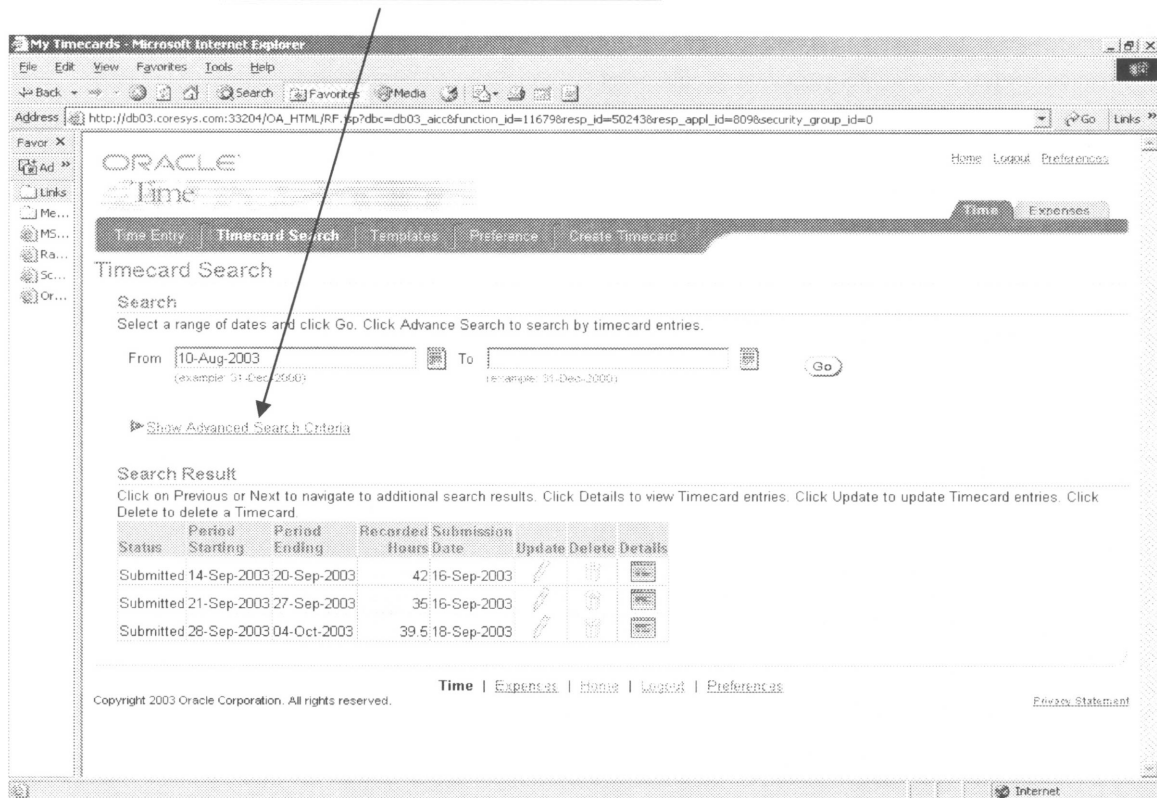 My Timecards - Microsoft Internet Explorer
File Edit View Favorites Tools Help
Back Search Favorites Media
Address http://db03.coresys.com:33204/OA_HTML/RF.jsp?dbc=db03_aicc&function_id=11679&resp_id=50243&resp_appl_id=809&security_group_id=0 Go Links »
Favor X
Ad »
Links
Me...
MS...
Ra...
Sc...
Or...
ORACLE
Time
Home Logout Preferences
Time Expenses
Time Entry Timecard Search Templates Preference Create Timecard
Timecard Search
Search
Select a range of dates and click Go. Click Advance Search to search by timecard entries.
From 10-Aug-2003 To Go
(example: 31-Dec-2000) (example: 31-Dec-2000)
Show Advanced Search Criteria
Search Result
Click on Previous or Next to navigate to additional search results. Click Details to view Timecard entries. Click Update to update Timecard entries. Click
Delete to delete a Timecard.
Status Period Starting Period Ending Recorded Hours Submission Date Update Delete Details
Submitted 14-Sep-2003 20-Sep-2003 42 16-Sep-2003
Submitted 21-Sep-2003 27-Sep-2003 35 16-Sep-2003
Submitted 28-Sep-2003 04-Oct-2003 39.5 18-Sep-2003
Time | Expenses | Home | Logout | Preferences
Copyright 2003 Oracle Corporation. All rights reserved. Privacy Statement
Internet